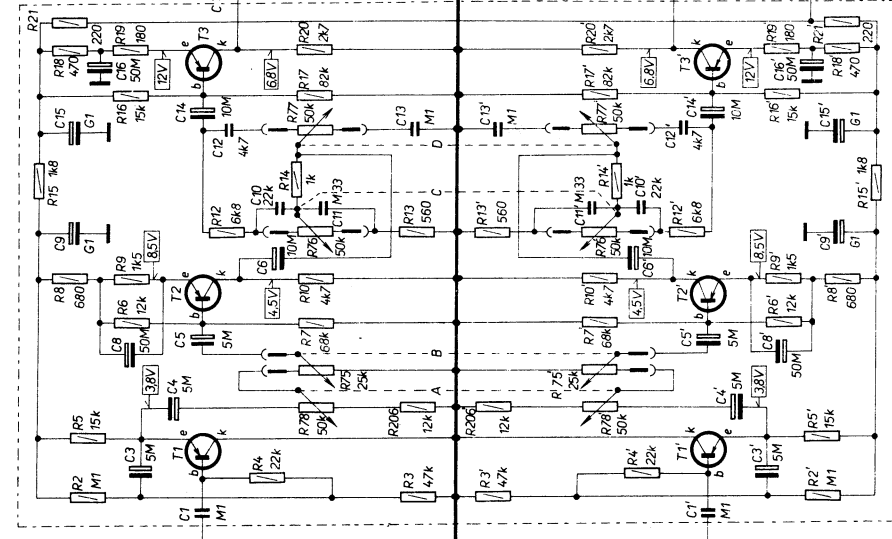 C
R21
220
R18
470
C16
50M
R19
180
e
T3
k
b
12V
6,8V
R20
2k7
R17
82k
R16
15k
C14
10M
R77
50k
C13
M1
C15
G1
C12
4k7
D
R15
1k8
R14
1k
C10
22k
C
C11
M33
R12
6k8
R76
50k
R13
560
C9
G1
C6
10M
8,5V
R9
1k5
R8
680
e
T2
k
b
4,5V
R10
4k7
R6
12k
C8
50M
C5
5M
R7
68k
B
R75
25k
A
3,8V
C4
5M
R78
50k
R206
12k
R5
15k
C3
5M
e
T1
k
b
R4
22k
R2
M1
R3
47k
C1
M1
R20'
2k7
6,8V
k
T3'
e
b
12V
R19'
180
C16'
50M
R21'
220
R18'
470
R17'
82k
R16'
15k
C14'
10M
R77'
50k
C13'
M1
C15'
G1
C12'
4k7
R15'
1k8
R14'
1k
C10'
22k
C11'
M33
R12'
6k8
R76'
50k
R13'
560
C9'
G1
C6'
10M
8,5V
R9'
1k5
R8'
680
k
T2'
e
b
4,5V
R10'
4k7
R6'
12k
C8'
50M
C5'
5M
R7'
68k
R'75
25k
3,8V
C4'
5M
R78'
50k
R206'
12k
R5'
15k
C3'
5M
k
T1'
e
b
R4'
22k
R2'
M1
R3'
47k
C1'
M1